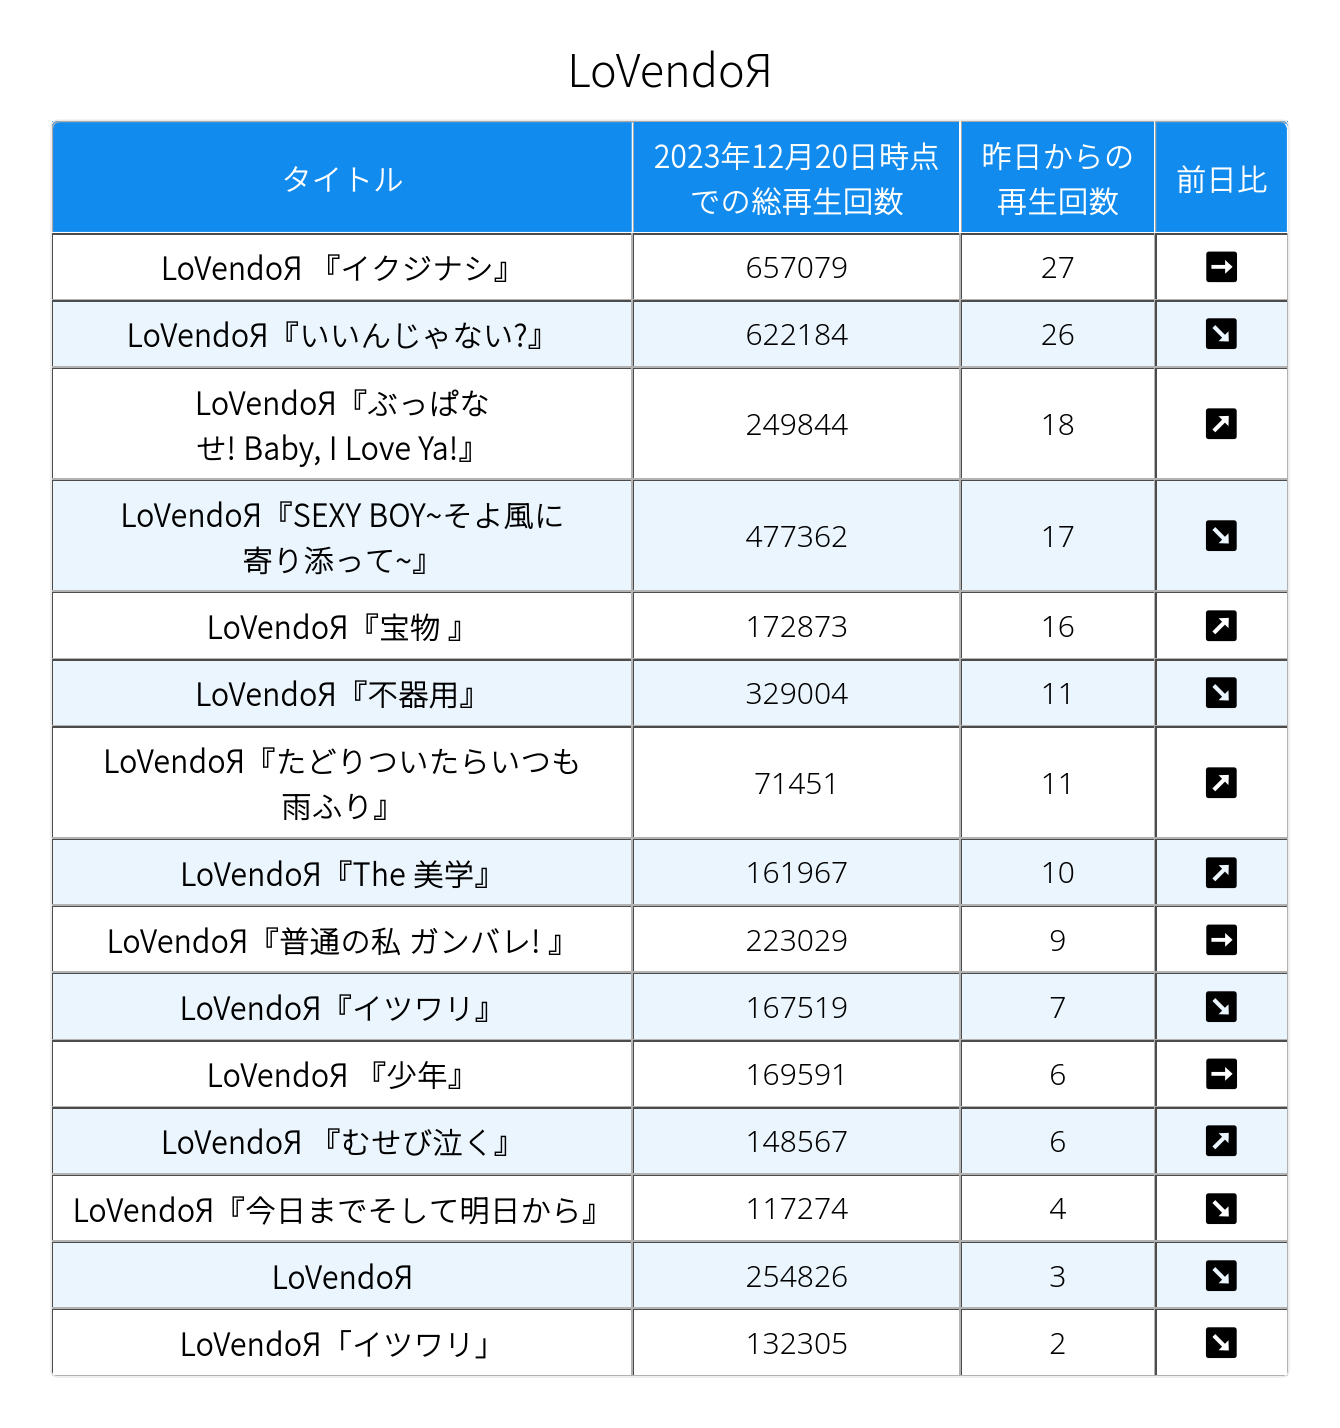 LoVendoЯ
タイトル
2023年12月20日時点
での総再生回数
昨日からの
再生回数
前日比
LoVendoЯ 『イクジナシ』 657079 27 ➡
LoVendoЯ『いいんじゃない?』 622184 26 ↘
LoVendoЯ『ぶっぱな
せ! Baby, I Love Ya!』 249844 18 ↗
LoVendoЯ『SEXY BOY~そよ風に
寄り添って~』 477362 17 ↘
LoVendoЯ『宝物 』 172873 16 ↗
LoVendoЯ『不器用』 329004 11 ↘
LoVendoЯ『たどりついたらいつも
雨ふり』 71451 11 ↗
LoVendoЯ『The 美学』 161967 10 ↗
LoVendoЯ『普通の私 ガンバレ! 』 223029 9 ➡
LoVendoЯ『イツワリ』 167519 7 ↘
LoVendoЯ 『少年』 169591 6 ➡
LoVendoЯ 『むせび泣く』 148567 6 ↗
LoVendoЯ『今日までそして明日から』 117274 4 ↘
LoVendoЯ 254826 3 ↘
LoVendoЯ「イツワリ」 132305 2 ↘